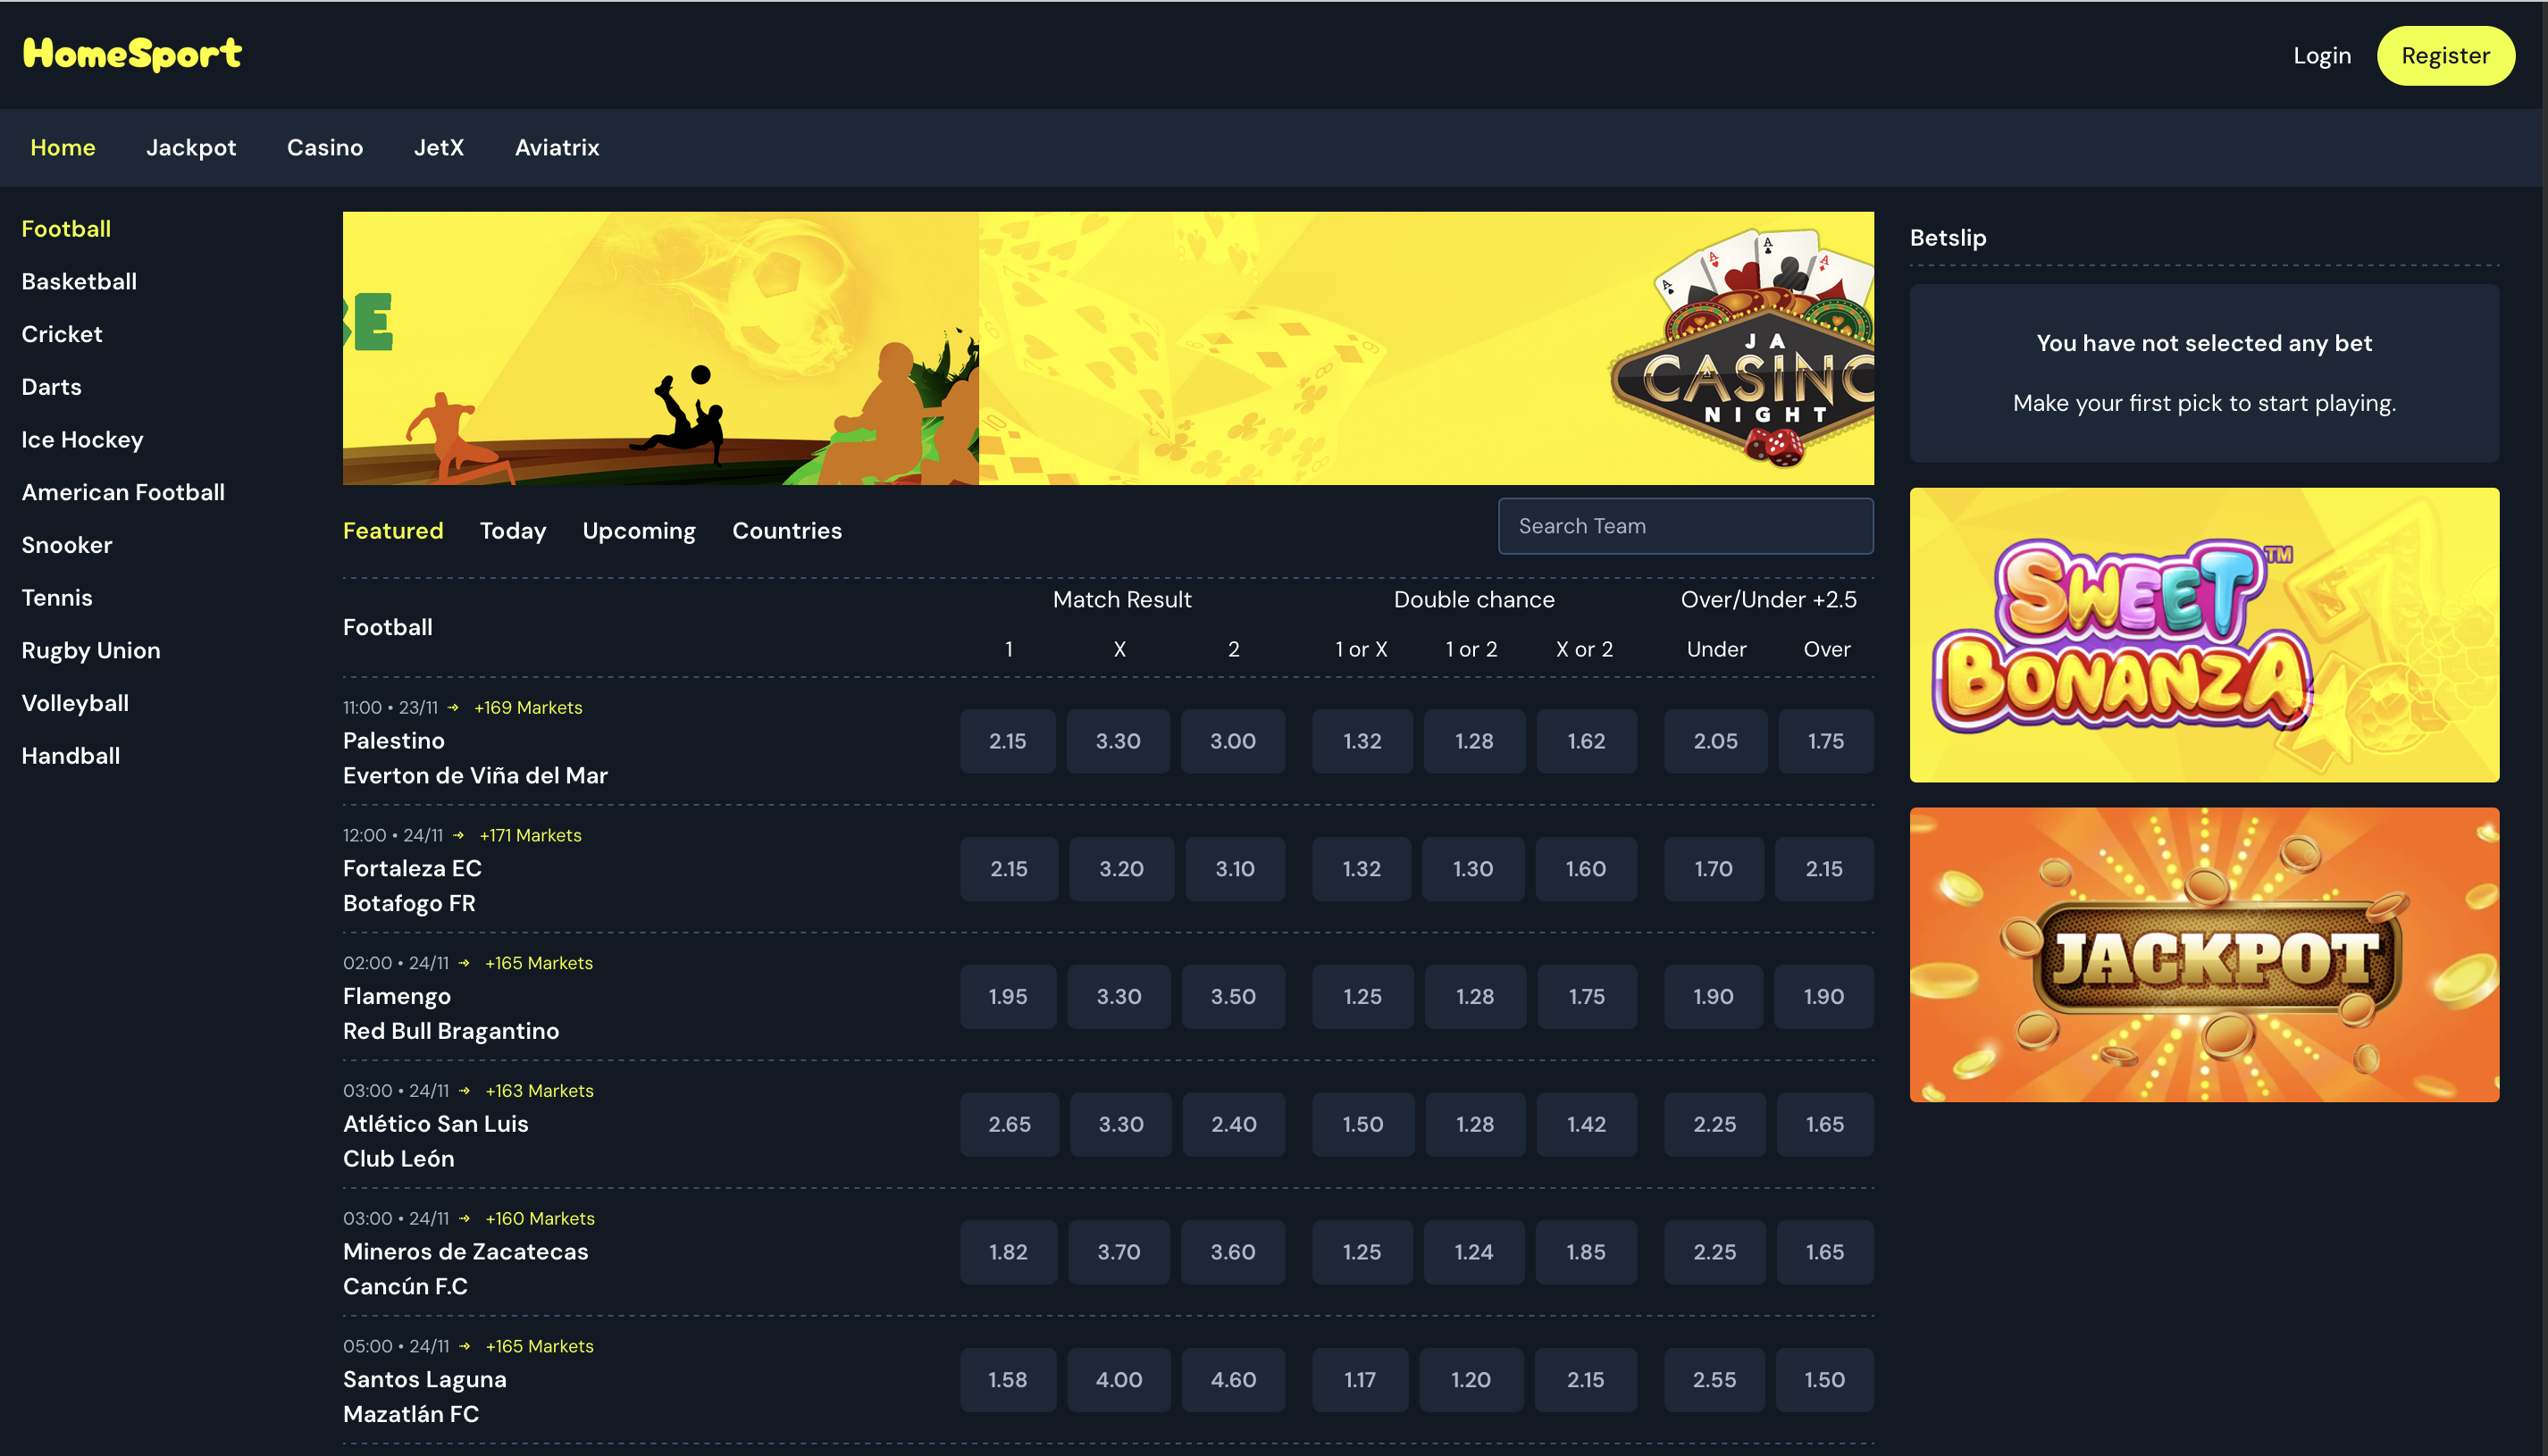 HomeSport
Login
Register
Home
Jackpot
Casino
JetX
Aviatrix
Football
Basketball
Cricket
Darts
Ice Hockey
American Football
Snooker
Tennis
Rugby Union
Volleyball
Handball
E
JA
CASINO
NIGHT
Featured
Today
Upcoming
Countries
Search Team
Football
Match Result
Double chance
Over/Under +2.5
1 X 2 1 or X 1 or 2 X or 2 Under Over
11:00 • 23/11 +169 Markets
Palestino
Everton de Viña del Mar
2.15 3.30 3.00 1.32 1.28 1.62 2.05 1.75
12:00 • 24/11 +171 Markets
Fortaleza EC
Botafogo FR
2.15 3.20 3.10 1.32 1.30 1.60 1.70 2.15
02:00 • 24/11 +165 Markets
Flamengo
Red Bull Bragantino
1.95 3.30 3.50 1.25 1.28 1.75 1.90 1.90
03:00 • 24/11 +163 Markets
Atlético San Luis
Club León
2.65 3.30 2.40 1.50 1.28 1.42 2.25 1.65
03:00 • 24/11 +160 Markets
Mineros de Zacatecas
Cancún F.C
1.82 3.70 3.60 1.25 1.24 1.85 2.25 1.65
05:00 • 24/11 +165 Markets
Santos Laguna
Mazatlán FC
1.58 4.00 4.60 1.17 1.20 2.15 2.55 1.50
Betslip
You have not selected any bet
Make your first pick to start playing.
SWEET ™
BONANZA
JACKPOT